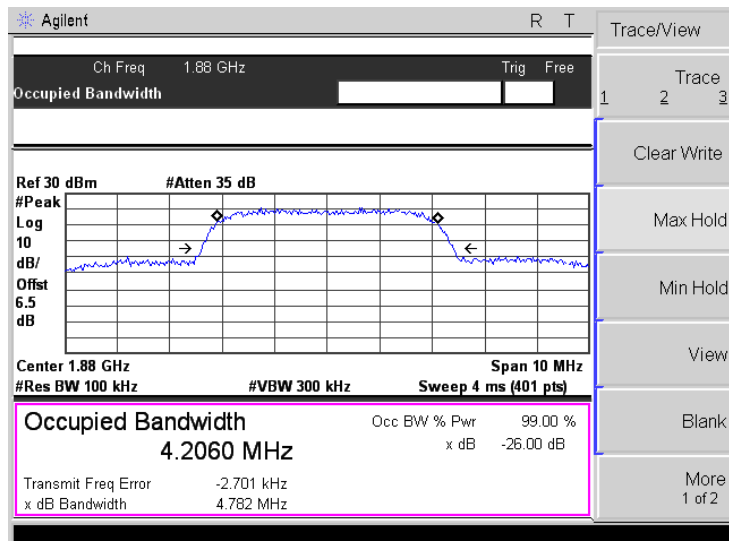 Agilent R T
Ch Freq 1.88 GHz Trig Free
Occupied Bandwidth
Ref 30 dBm #Atten 35 dB
#Peak
Log
10
dB/
Offst
6.5
dB
Center 1.88 GHz Span 10 MHz
#Res BW 100 kHz #VBW 300 kHz Sweep 4 ms (401 pts)
Occupied Bandwidth
4.2060 MHz
Occ BW % Pwr 99.00 %
x dB -26.00 dB
Transmit Freq Error -2.701 kHz
x dB Bandwidth 4.782 MHz
Trace/View
Trace
1 2 3
Clear Write
Max Hold
Min Hold
View
Blank
More
1 of 2